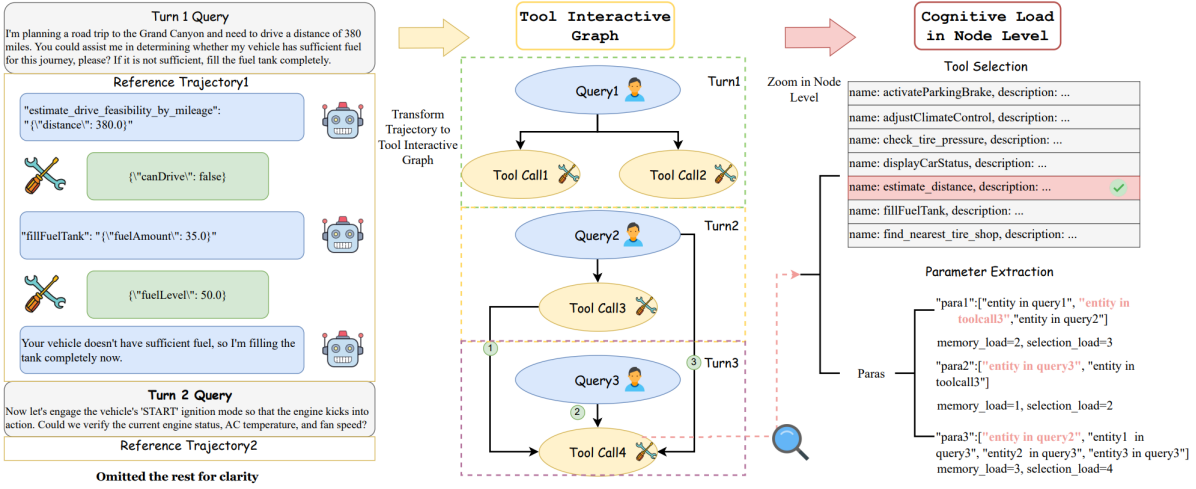 Turn 1 Query
I'm planning a road trip to the Grand Canyon and need to drive a distance of 380
miles. You could assist me in determining whether my vehicle has sufficient fuel
for this journey, please? If it is not sufficient, fill the fuel tank completely.
Reference Trajectory1
"estimate_drive_feasibility_by_mileage":
"{\"distance\": 380.0}"
{\"canDrive\": false}
"fillFuelTank": "{\"fuelAmount\": 35.0}"
{\"fuelLevel\": 50.0}
Your vehicle doesn't have sufficient fuel, so I'm filling the
tank completely now.
Turn 2 Query
Now let's engage the vehicle's 'START' ignition mode so that the engine kicks into
action. Could we verify the current engine status, AC temperature, and fan speed?
Reference Trajectory2
Omitted the rest for clarity
Transform
Trajectory to
Tool Interactive
Graph
Tool Interactive
Graph
Turn1
Query1
Tool Call1
Tool Call2
Turn2
Query2
Tool Call3
1
3
Turn3
Query3
2
Tool Call4
Zoom in Node
Level
Cognitive Load
in Node Level
Tool Selection
name: activateParkingBrake, description: ...
name: adjustClimateControl, description: ...
name: check_tire_pressure, description: ...
name: displayCarStatus, description: ...
name: estimate_distance, description: ...
name: fillFuelTank, description: ...
name: find_nearest_tire_shop, description: ...
Parameter Extraction
Paras
"para1":["entity in query1", "entity in
toolcall3","entity in query2"]
memory_load=2, selection_load=3
"para2":["entity in query3", "entity in
toolcall3"]
memory_load=1, selection_load=2
"para3":["entity in query2", "entity1 in
query3", "entity2 in query3", "entity3 in query3"]
memory_load=3, selection_load=4